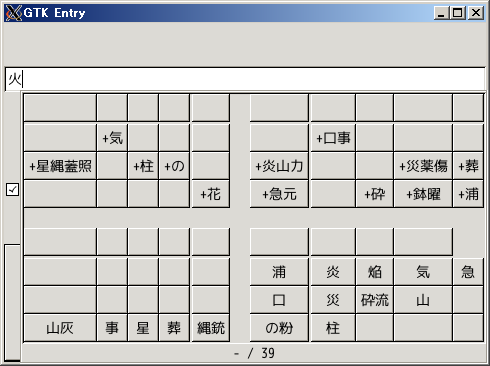 GTK Entry
火
+気 +口事
+星縄蓋照 +柱 +の +炎山力 +災薬傷 +葬
+花 +急元 +砕 +鉢曜 +浦
浦 炎 焔 気 急
口 災 砕流 山
山灰 事 星 葬 縄銃 の粉 柱
- / 39